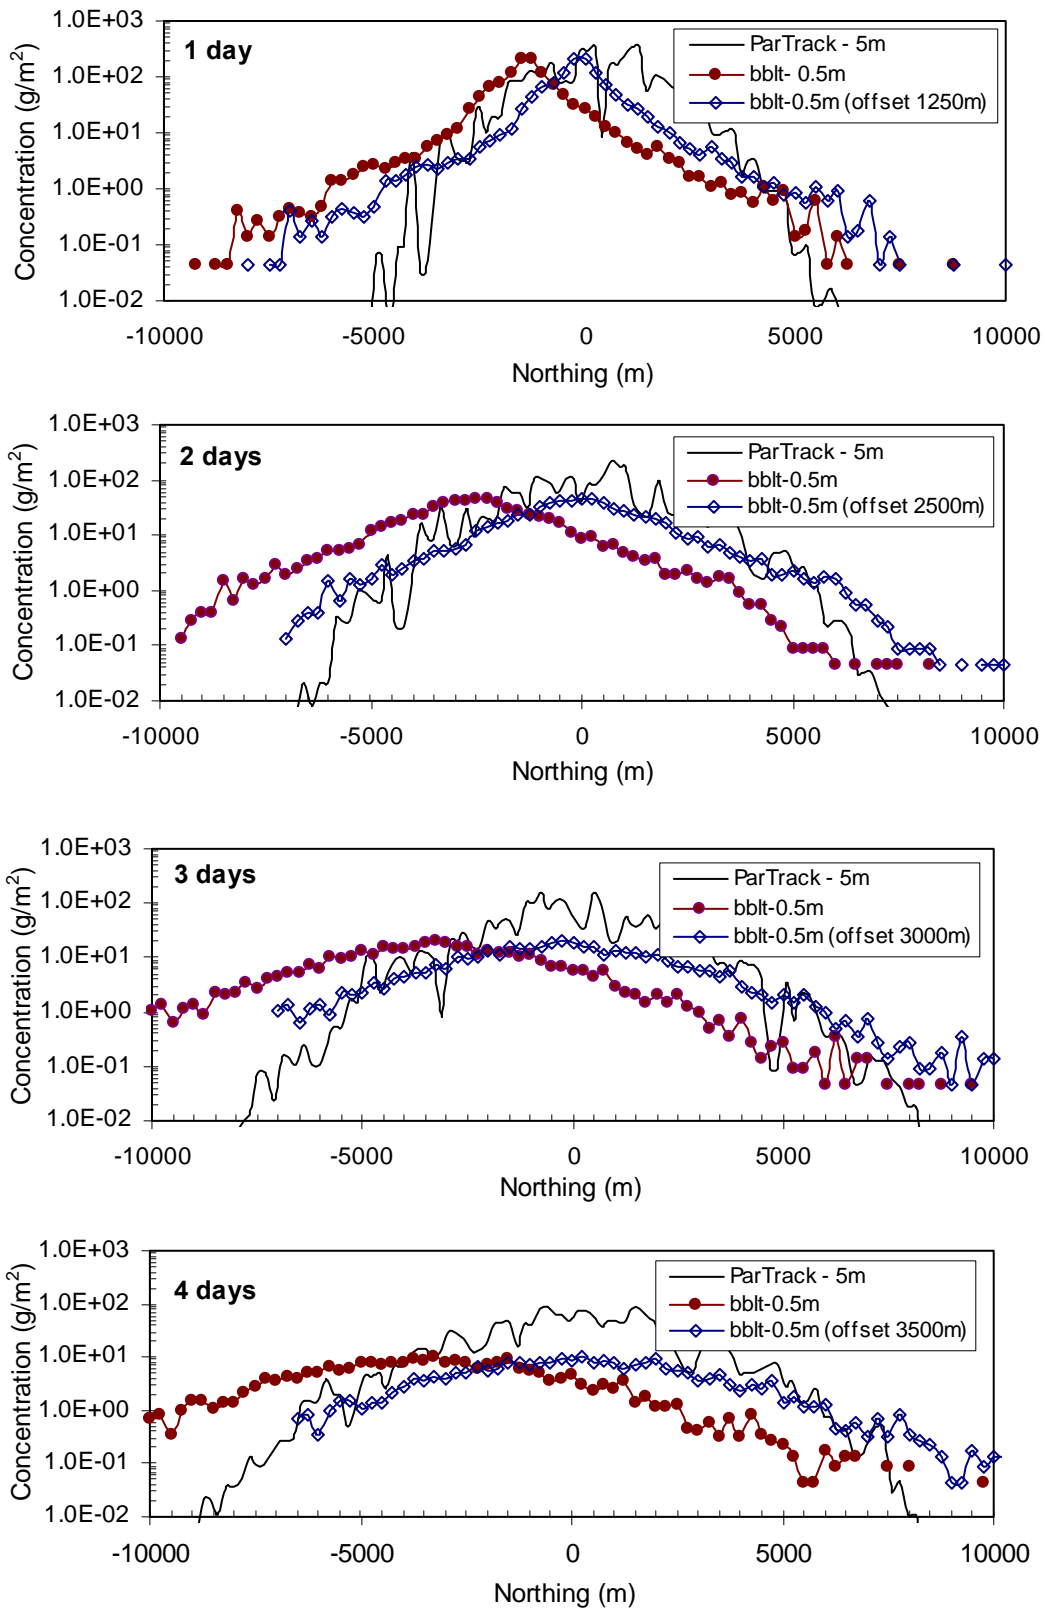 1.0E+03
1.0E+02
1.0E+01
1.0E+00
1.0E-01
1.0E-02
Concentration (g/m²)
1 day
ParTrack - 5m
bblt- 0.5m
bblt-0.5m (offset 1250m)
-10000 -5000 0 5000 10000
Northing (m)
1.0E+03
1.0E+02
1.0E+01
1.0E+00
1.0E-01
1.0E-02
Concentration (g/m²)
2 days
ParTrack - 5m
bblt-0.5m
bblt-0.5m (offset 2500m)
-10000 -5000 0 5000 10000
Northing (m)
1.0E+03
1.0E+02
1.0E+01
1.0E+00
1.0E-01
1.0E-02
Concentration (g/m²)
3 days
ParTrack - 5m
bblt-0.5m
bblt-0.5m (offset 3000m)
-10000 -5000 0 5000 10000
Northing (m)
1.0E+03
1.0E+02
1.0E+01
1.0E+00
1.0E-01
1.0E-02
Concentration (g/m²)
4 days
ParTrack - 5m
bblt-0.5m
bblt-0.5m (offset 3500m)
-10000 -5000 0 5000 10000
Northing (m)